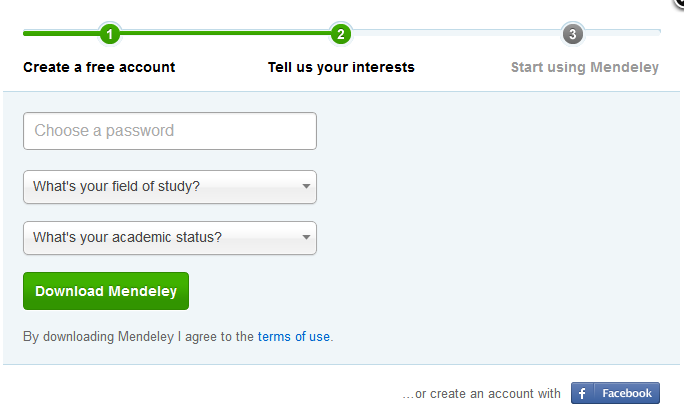 1 2 3
Create a free account Tell us your interests Start using Mendeley
Choose a password
What's your field of study?
What's your academic status?
Download Mendeley
By downloading Mendeley I agree to the terms of use.
...or create an account with f Facebook